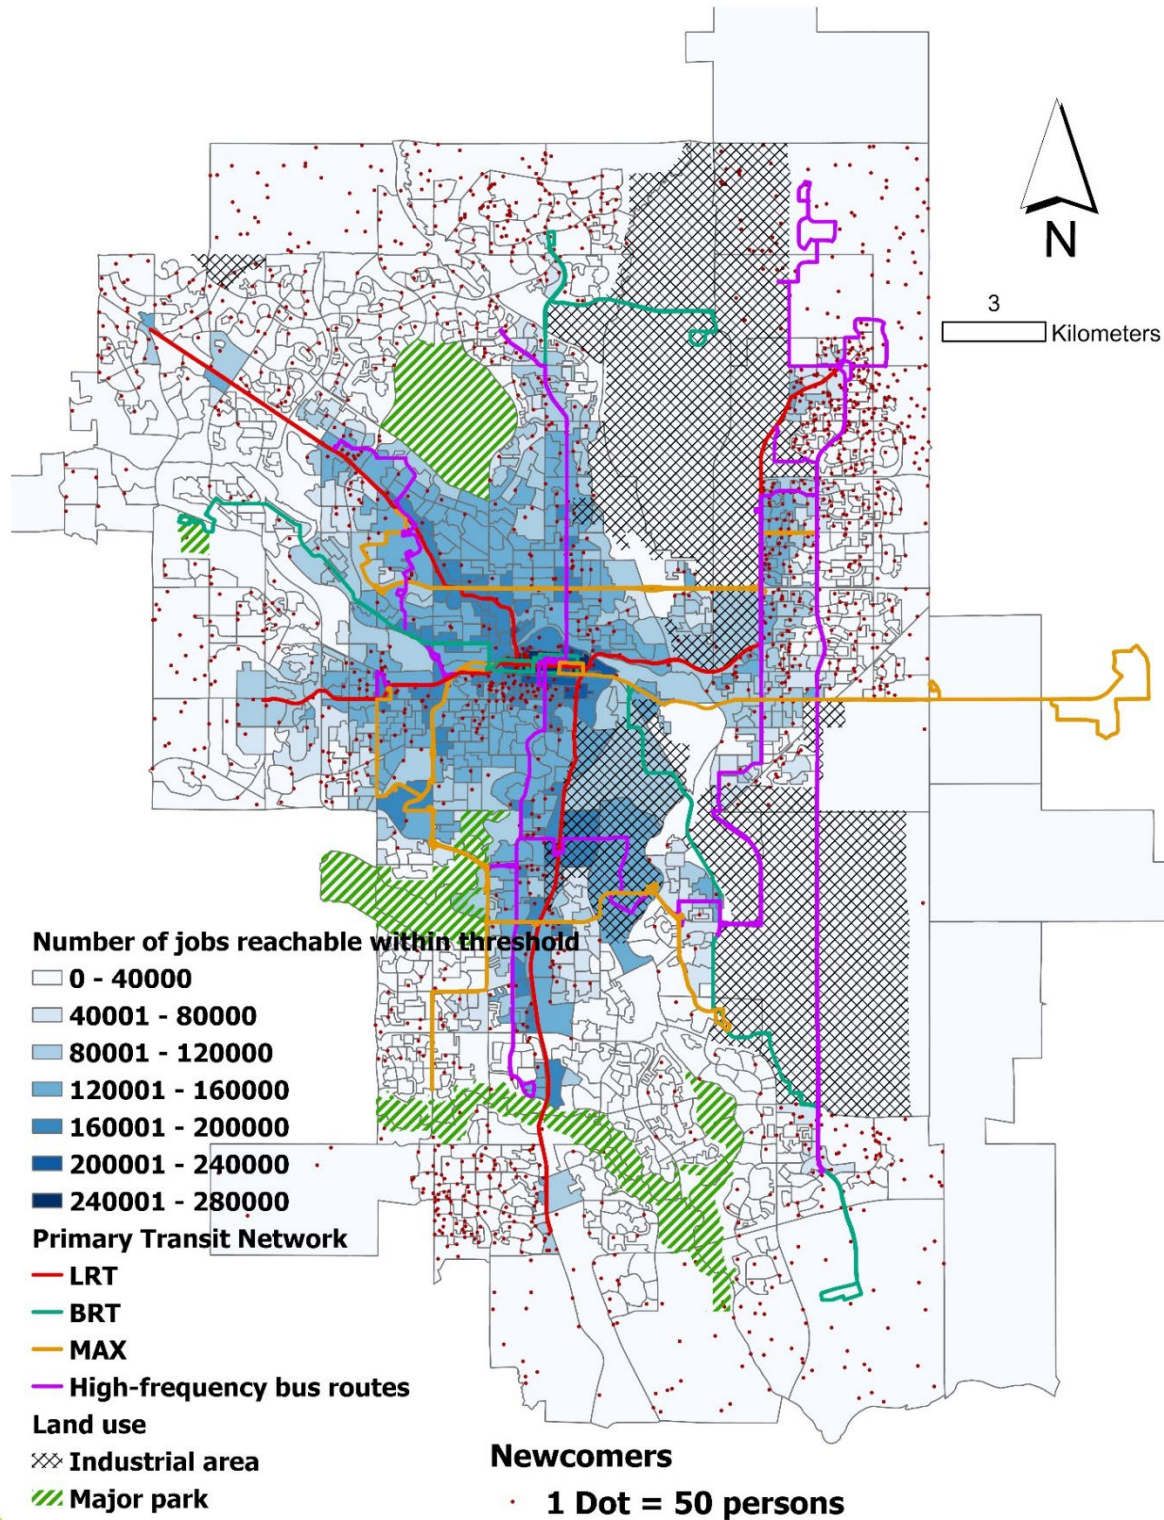 N
3
Kilometers
Number of jobs reachable within threshold
0 - 40000
40001 - 80000
80001 - 120000
120001 - 160000
160001 - 200000
200001 - 240000
240001 - 280000
Primary Transit Network
LRT
BRT
MAX
High-frequency bus routes
Land use
Industrial area
Major park
Newcomers
1 Dot = 50 persons